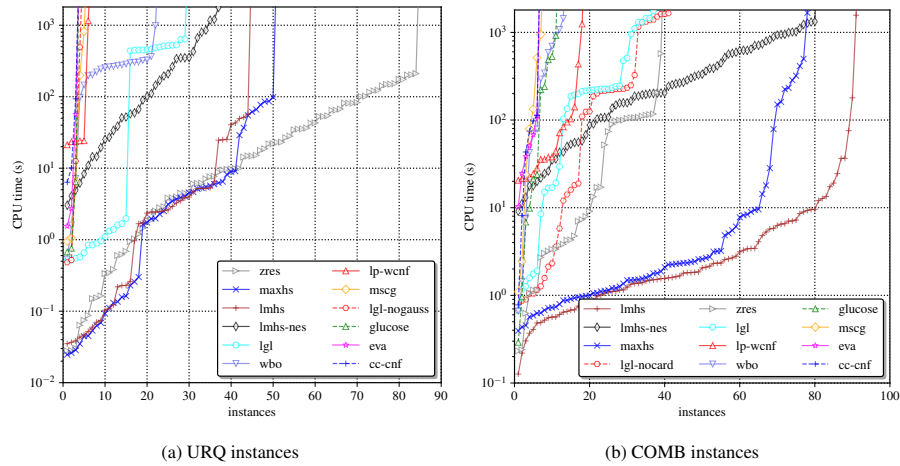 CPU time (s)
10³
10²
10¹
10⁰
10⁻¹
10⁻²
0 10 20 30 40 50 60 70 80 90
instances
zres
maxhs
lmhs
lmhs-nes
lgl
wbo
lp-wcnf
mscg
lgl-nogauss
glucose
eva
cc-cnf
(a) URQ instances
CPU time (s)
10³
10²
10¹
10⁰
10⁻¹
0 20 40 60 80 100
instances
lmhs
lmhs-nes
maxhs
lgl-nocard
zres
lgl
lp-wcnf
wbo
glucose
mscg
eva
cc-cnf
(b) COMB instances